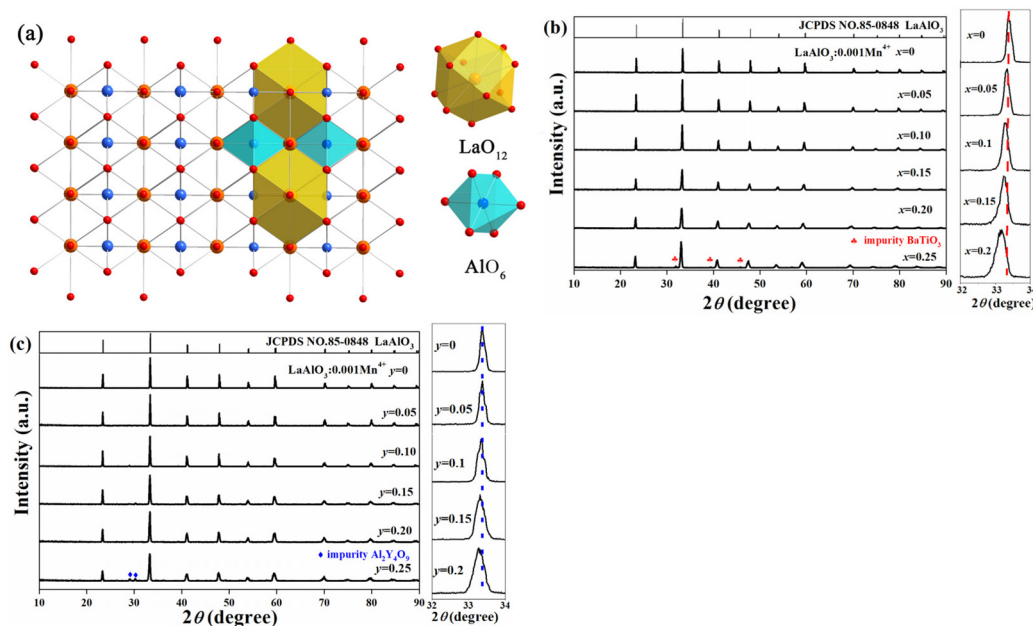 (a)
LaO₁₂
AlO₆
(b)
JCPDS NO.85-0848 LaAlO₃
LaAlO₃:0.001Mn⁴⁺ x=0
x=0.05
x=0.10
x=0.15
x=0.20
♣ impurity BaTiO₃
x=0.25
Intensity (a.u.)
10 20 30 40 50 60 70 80 90
2θ (degree)
x=0
x=0.05
x=0.1
x=0.15
x=0.2
32 33 34
2θ(degree)
(c)
JCPDS NO.85-0848 LaAlO₃
LaAlO₃:0.001Mn⁴⁺ y=0
y=0.05
y=0.10
y=0.15
y=0.20
♦ impurity Al₂Y₄O₉
y=0.25
Intensity (a.u.)
10 20 30 40 50 60 70 80 90
2θ (degree)
y=0
y=0.05
y=0.1
y=0.15
y=0.2
32 33 34
2θ (degree)